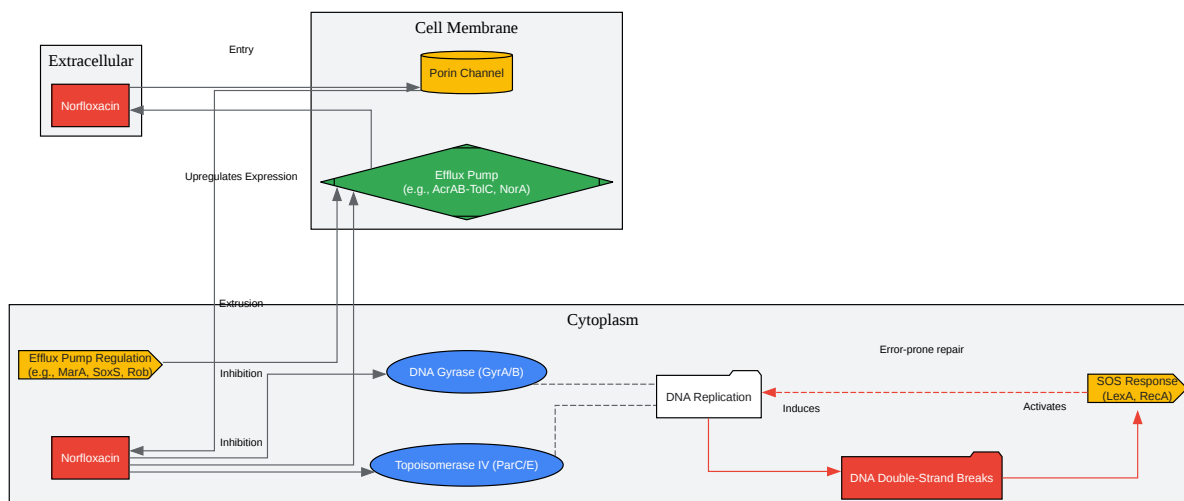 Cell Membrane
Entry
Extracellular
Porin Channel
Norfloxacin
Upregulates Expression
Efflux Pump
(e.g., AcrAB-TolC, NorA)
Extrusion
Cytoplasm
Error-prone repair
Efflux Pump Regulation
(e.g., MarA, SoxS, Rob)
Inhibition
DNA Gyrase (GyrA/B)
SOS Response
(LexA, RecA)
DNA Replication
Induces
Activates
Inhibition
Norfloxacin
Topoisomerase IV (ParC/E)
DNA Double-Strand Breaks